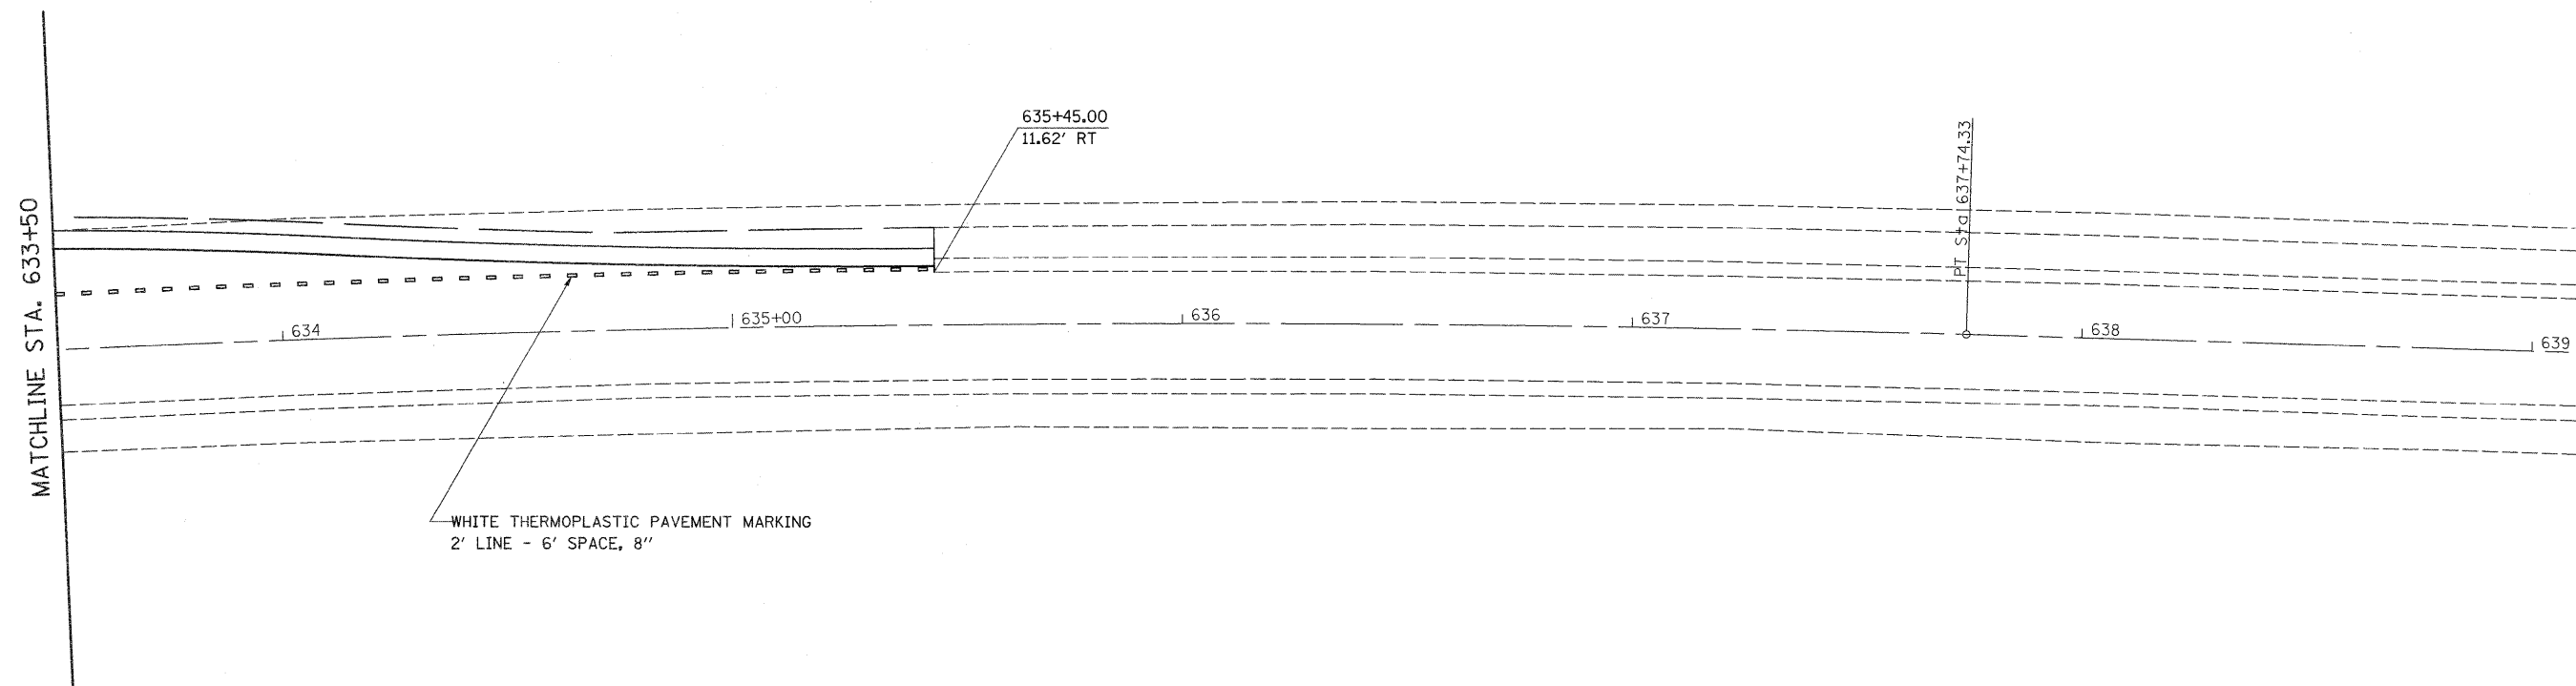 MATCHLINE STA. 633+50
635+45.00
11.62' RT
PT Sta 637+74.33
634
635+00
636
637
638
639
WHITE THERMOPLASTIC PAVEMENT MARKING
2' LINE - 6' SPACE, 8"